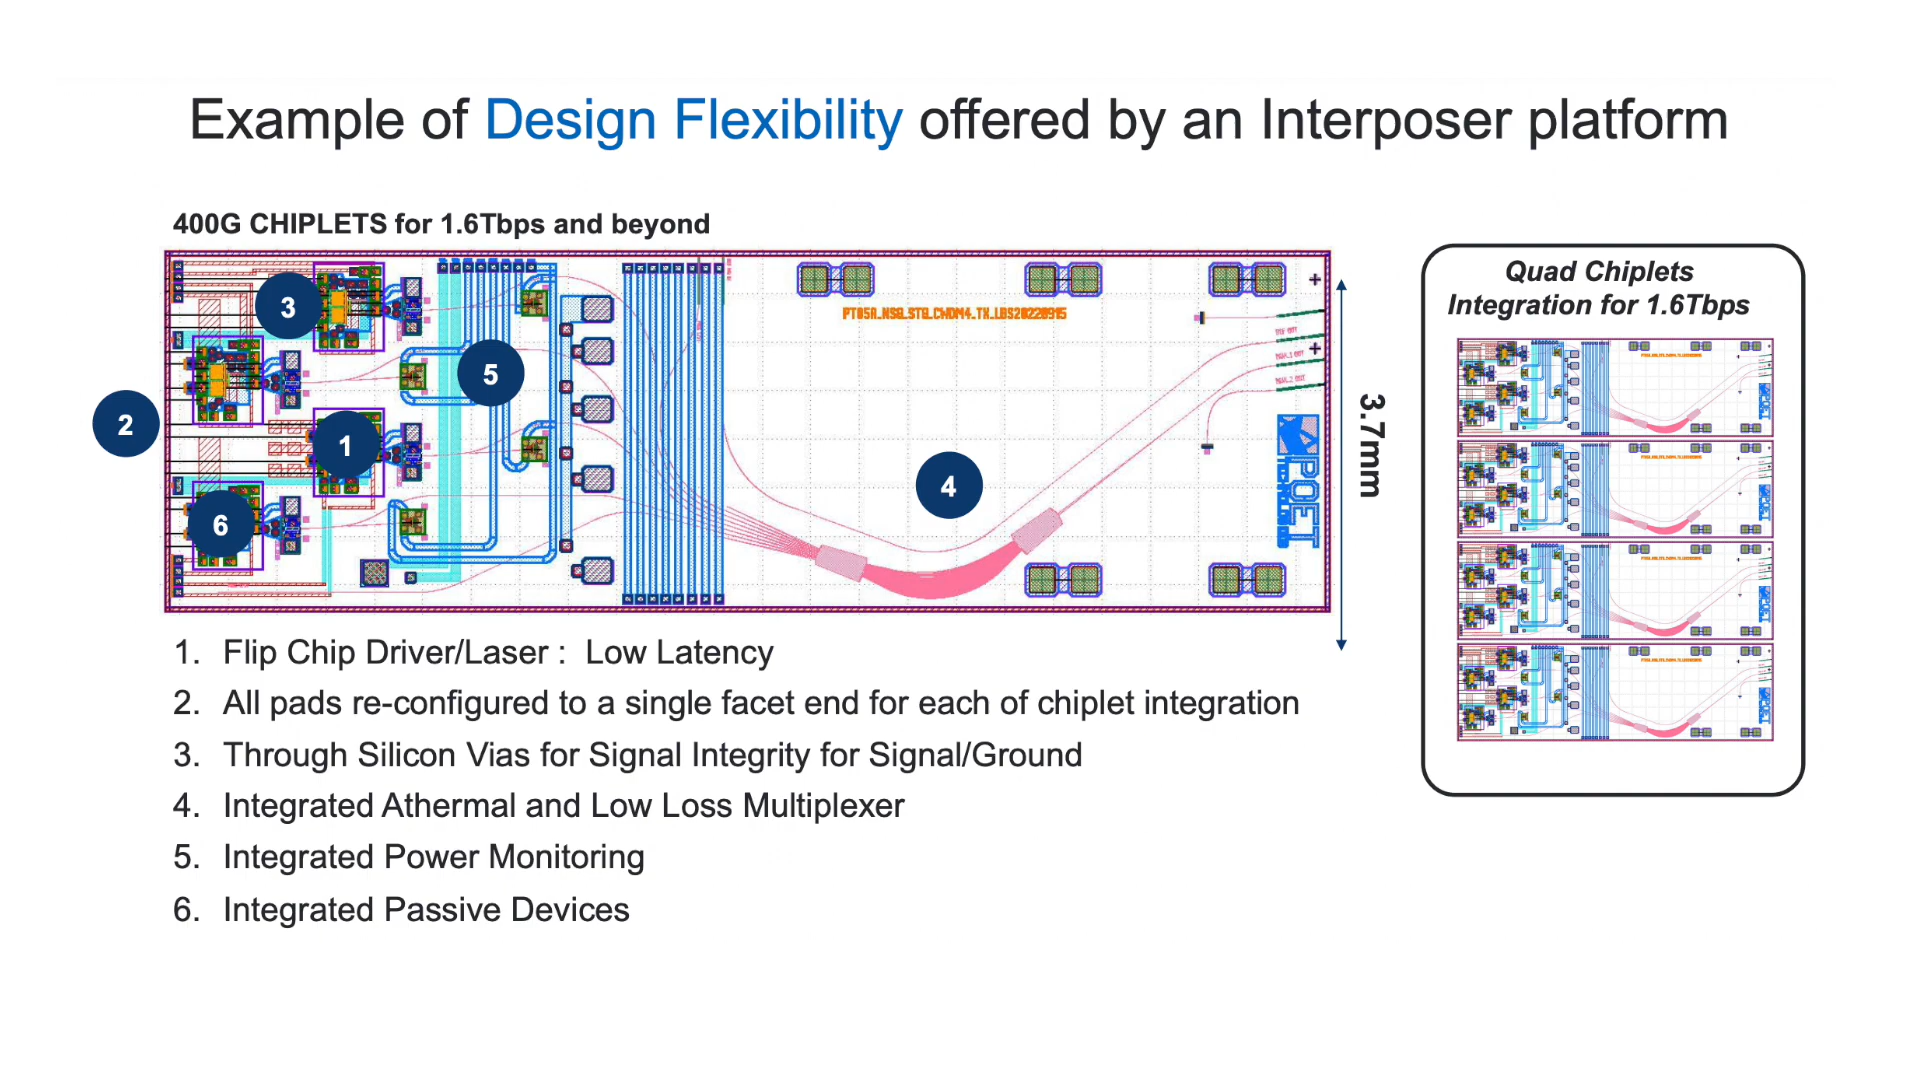 Example of Design Flexibility offered by an Interposer platform
400G CHIPLETS for 1.6Tbps and beyond
3
5
2
1
4
6
3.7mm
POET
Quad Chiplets
Integration for 1.6Tbps
1. Flip Chip Driver/Laser : Low Latency
2. All pads re-configured to a single facet end for each of chiplet integration
3. Through Silicon Vias for Signal Integrity for Signal/Ground
4. Integrated Athermal and Low Loss Multiplexer
5. Integrated Power Monitoring
6. Integrated Passive Devices